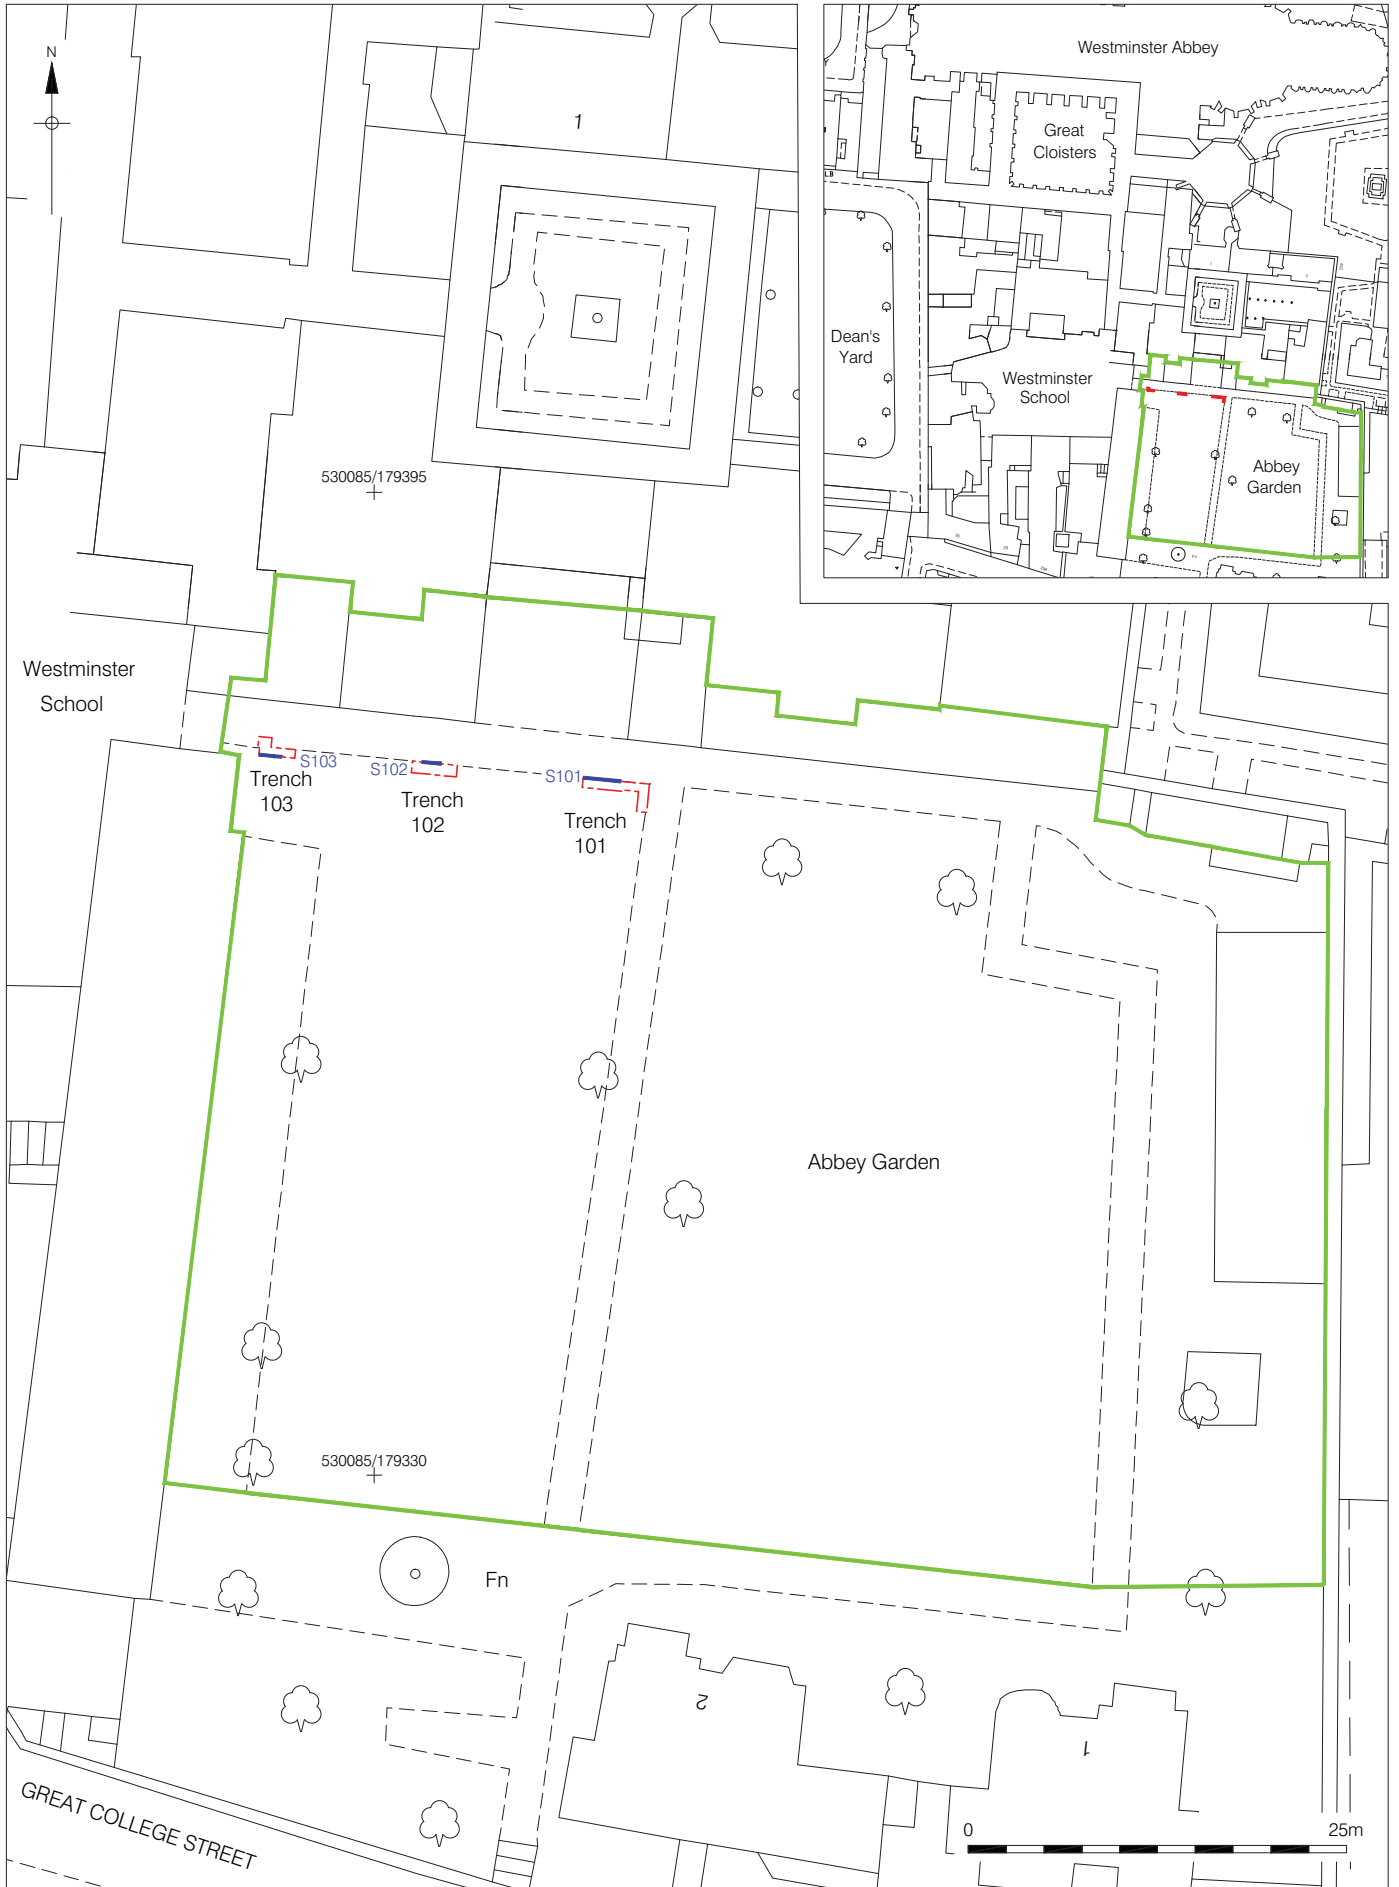 N
1
Westminster Abbey
Great
Cloisters
LB
Dean's
Yard
Westminster
School
Abbey
Garden
530085/179395
Westminster
School
S103
S102
S101
Trench
103
Trench
102
Trench
101
Abbey Garden
530085/179330
Fn
2
1
GREAT COLLEGE STREET
0
25m